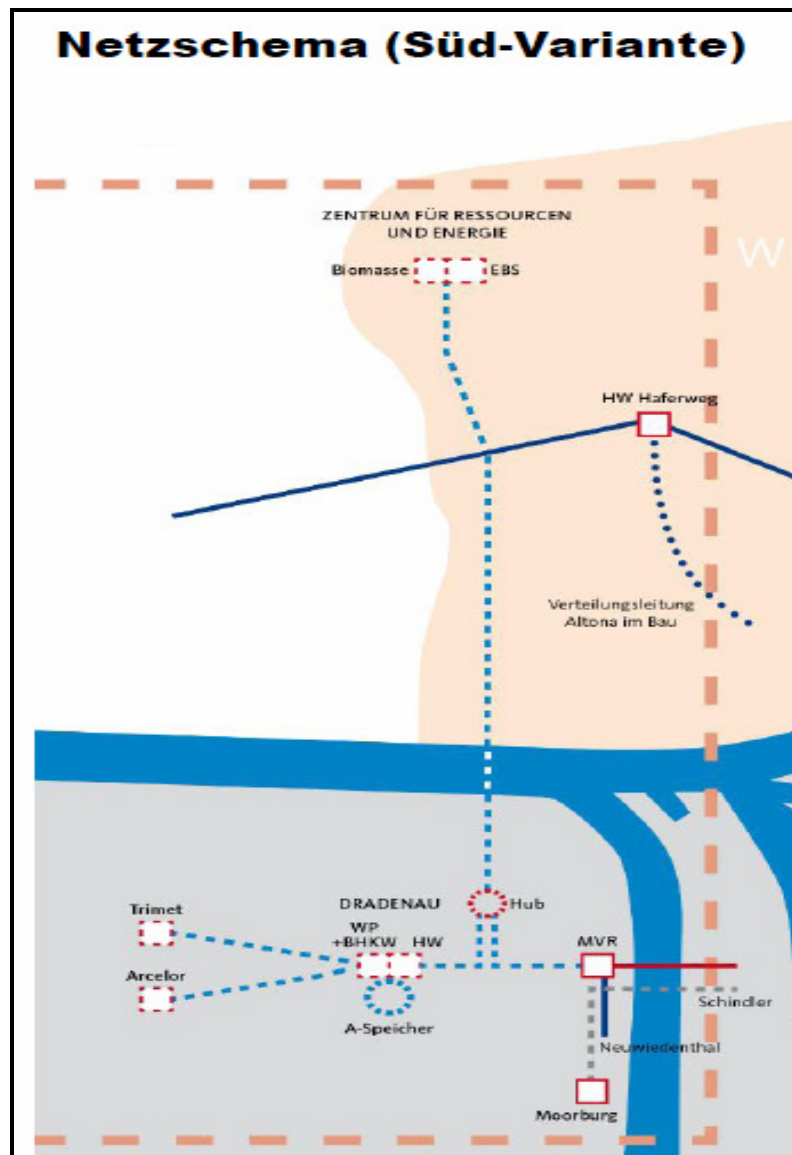 Netzschema (Süd-Variante)
ZENTRUM FÜR RESSOURCEN
UND ENERGIE
W
Biomasse
EBS
HW Haferweg
Verteilungsleitung
Altona im Bau
Trimet
DRADENAU
Hub
WP
+BHKW
HW
MVR
Arcelor
Schindler
A-Speicher
Neuwiedenthal
Moorburg